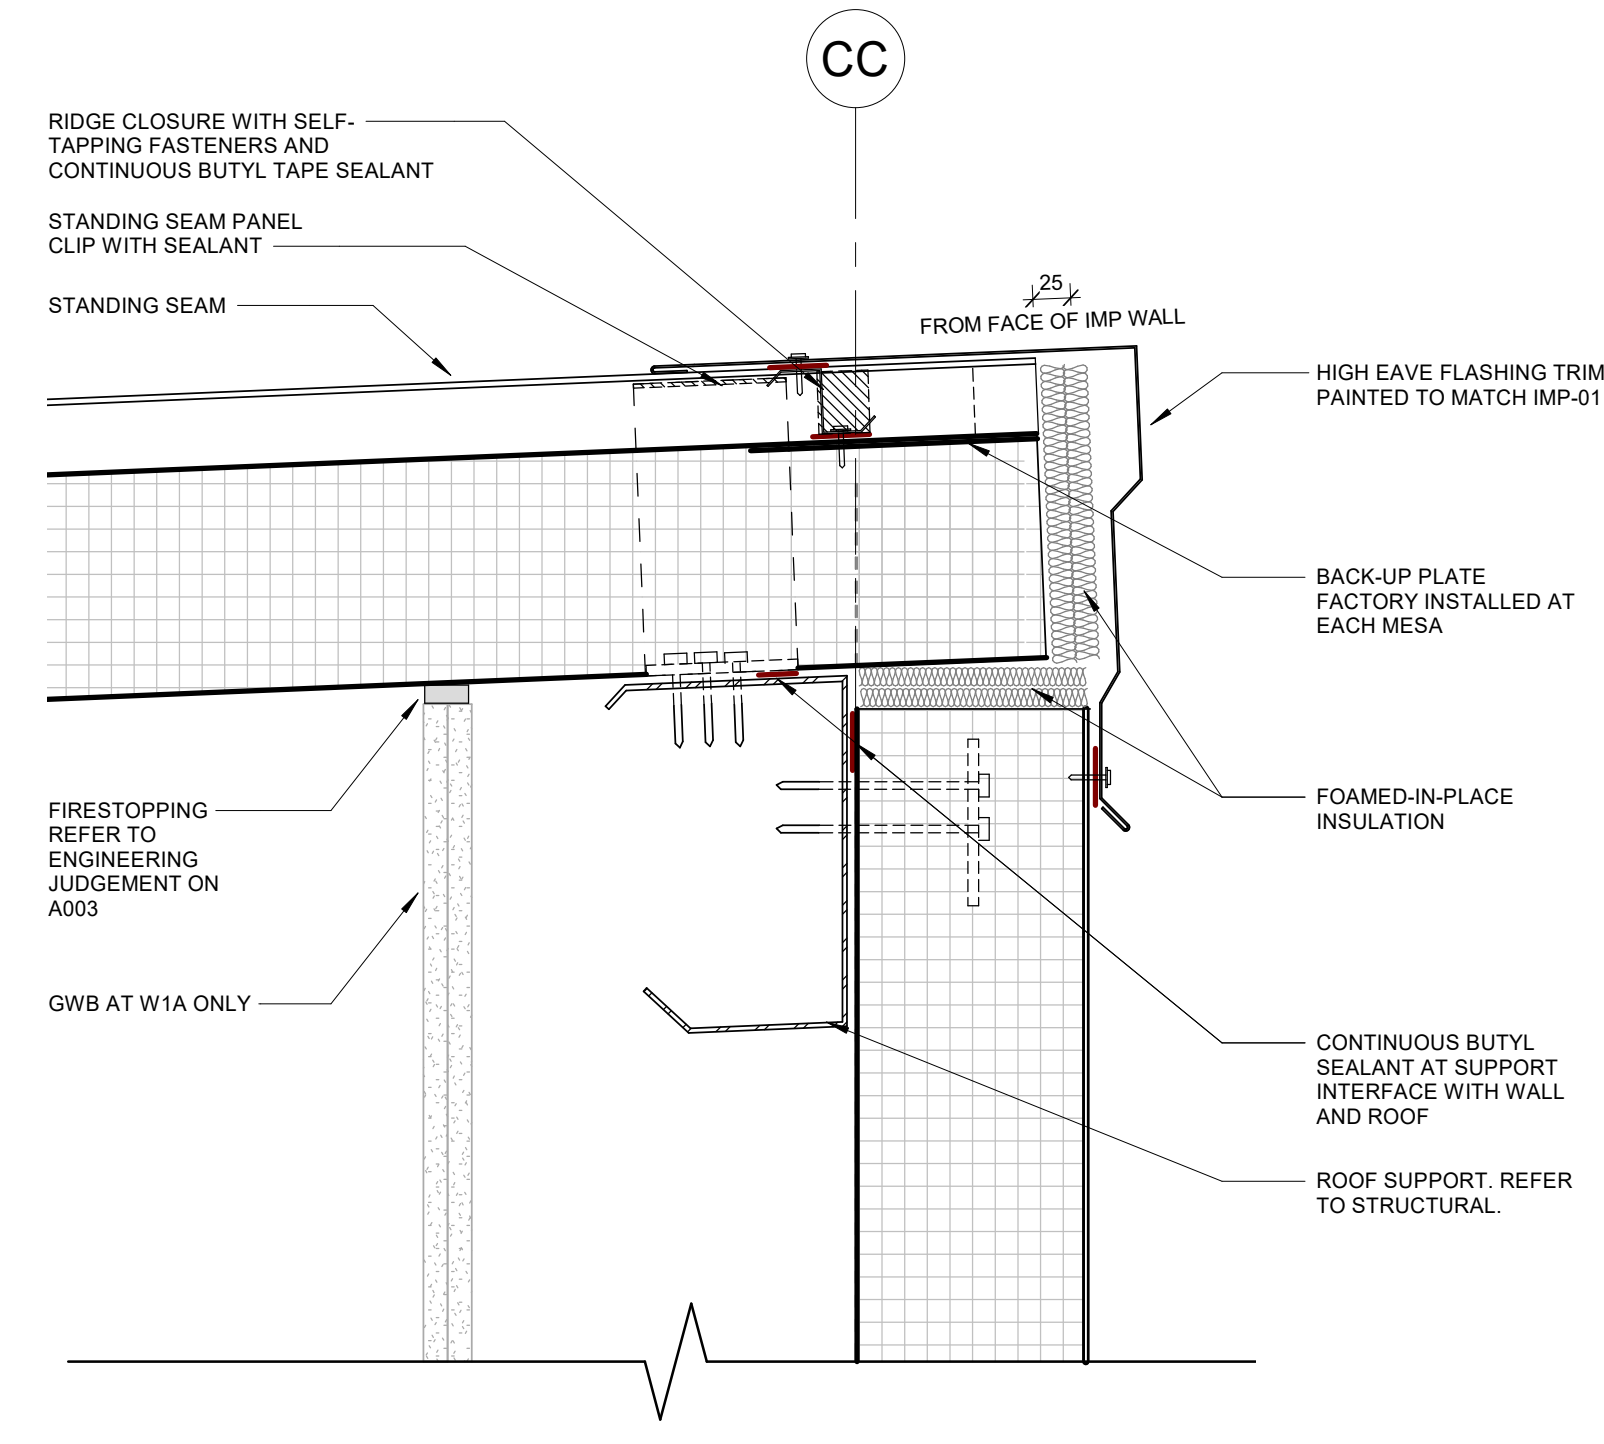 CC
RIDGE CLOSURE WITH SELF-
TAPPING FASTENERS AND
CONTINUOUS BUTYL TAPE SEALANT
STANDING SEAM PANEL
CLIP WITH SEALANT
STANDING SEAM
25
FROM FACE OF IMP WALL
HIGH EAVE FLASHING TRIM
PAINTED TO MATCH IMP-01
BACK-UP PLATE
FACTORY INSTALLED AT
EACH MESA
FIRESTOPPING
REFER TO
ENGINEERING
JUDGEMENT ON
A003
FOAMED-IN-PLACE
INSULATION
GWB AT W1A ONLY
CONTINUOUS BUTYL
SEALANT AT SUPPORT
INTERFACE WITH WALL
AND ROOF
ROOF SUPPORT. REFER
TO STRUCTURAL.